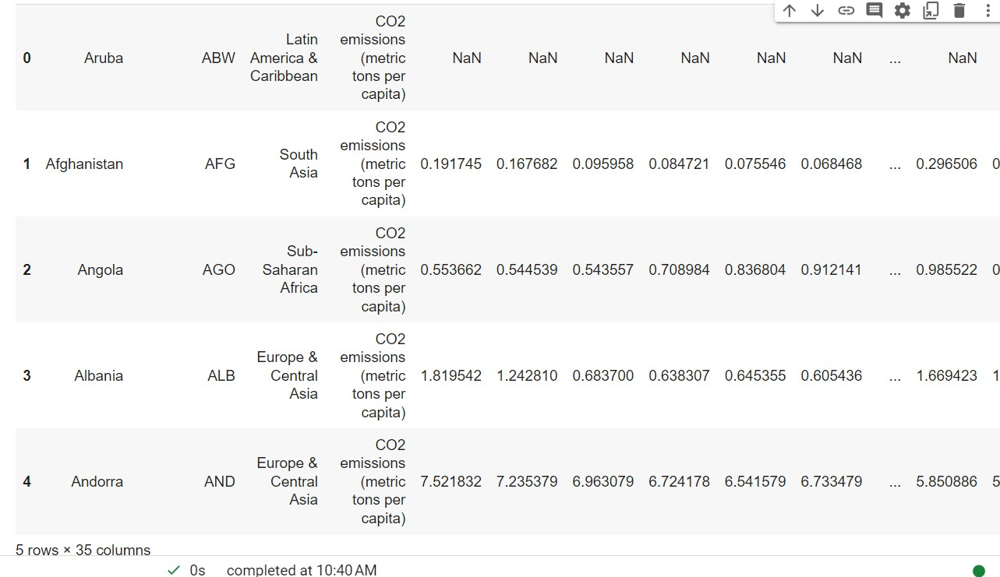 CO2
Latin emissions
0 Aruba ABW America & (metric NaN NaN NaN NaN NaN NaN ... NaN
Caribbean tons per
capita)
CO2
South emissions
1 Afghanistan AFG (metric 0.191745 0.167682 0.095958 0.084721 0.075546 0.068468 ... 0.296506 0
Asia tons per
capita)
CO2
Sub- emissions
2 Angola AGO Saharan (metric 0.553662 0.544539 0.543557 0.708984 0.836804 0.912141 ... 0.985522 0
Africa tons per
capita)
CO2
Europe & emissions
3 Albania ALB Central (metric 1.819542 1.242810 0.683700 0.638307 0.645355 0.605436 ... 1.669423 1
Asia tons per
capita)
CO2
Europe & emissions
4 Andorra AND Central (metric 7.521832 7.235379 6.963079 6.724178 6.541579 6.733479 ... 5.850886 5
Asia tons per
capita)
5 rows × 35 columns
0s completed at 10:40 AM